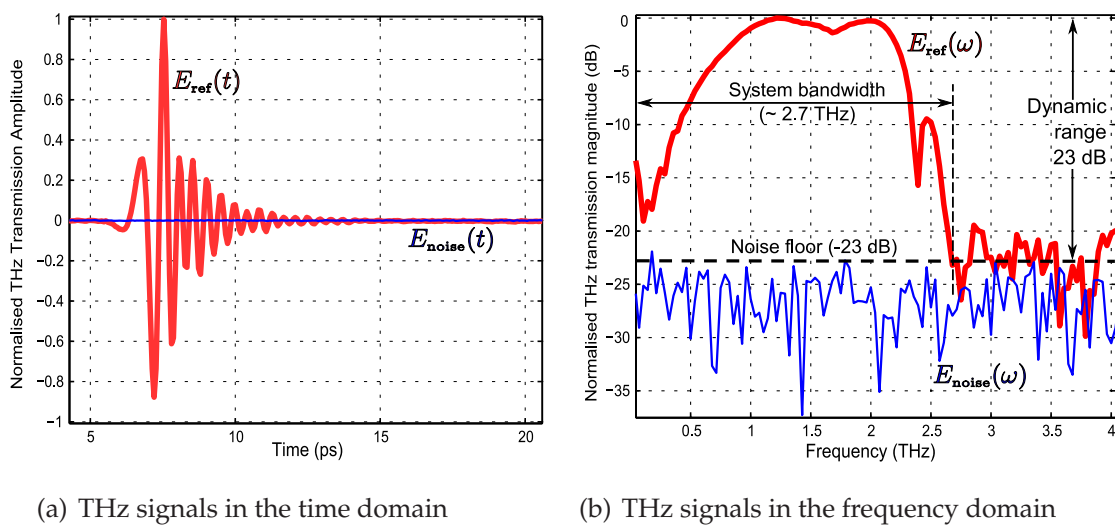 Normalised THz Transmission Amplitude
1
0.8
0.6
0.4
0.2
0
−0.2
−0.4
−0.6
−0.8
−1
E_ref(t)
E_noise(t)
5
10
15
20
Time (ps)
(a) THz signals in the time domain
Normalised THz transmission magnitude (dB)
0
−5
−10
−15
−20
−25
−30
−35
E_ref(ω)
System bandwidth
(~ 2.7 THz)
Dynamic
range
23 dB
Noise floor (-23 dB)
E_noise(ω)
0.5
1
1.5
2
2.5
3
3.5
4
Frequency (THz)
(b) THz signals in the frequency domain